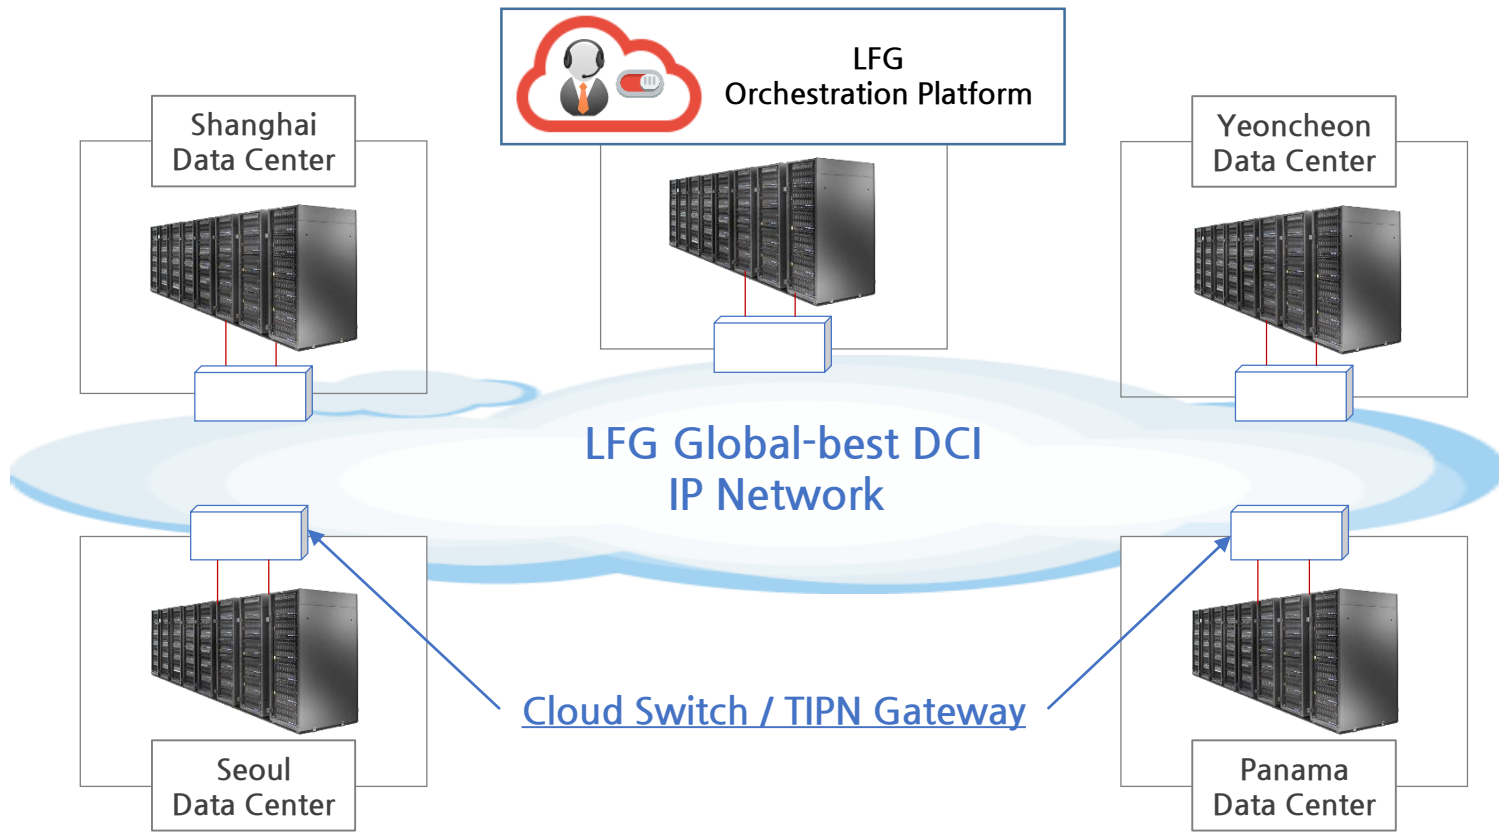 LFG
Orchestration Platform
Shanghai
Data Center
Yeoncheon
Data Center
LFG Global-best DCI
IP Network
Cloud Switch / TIPN Gateway
Seoul
Data Center
Panama
Data Center